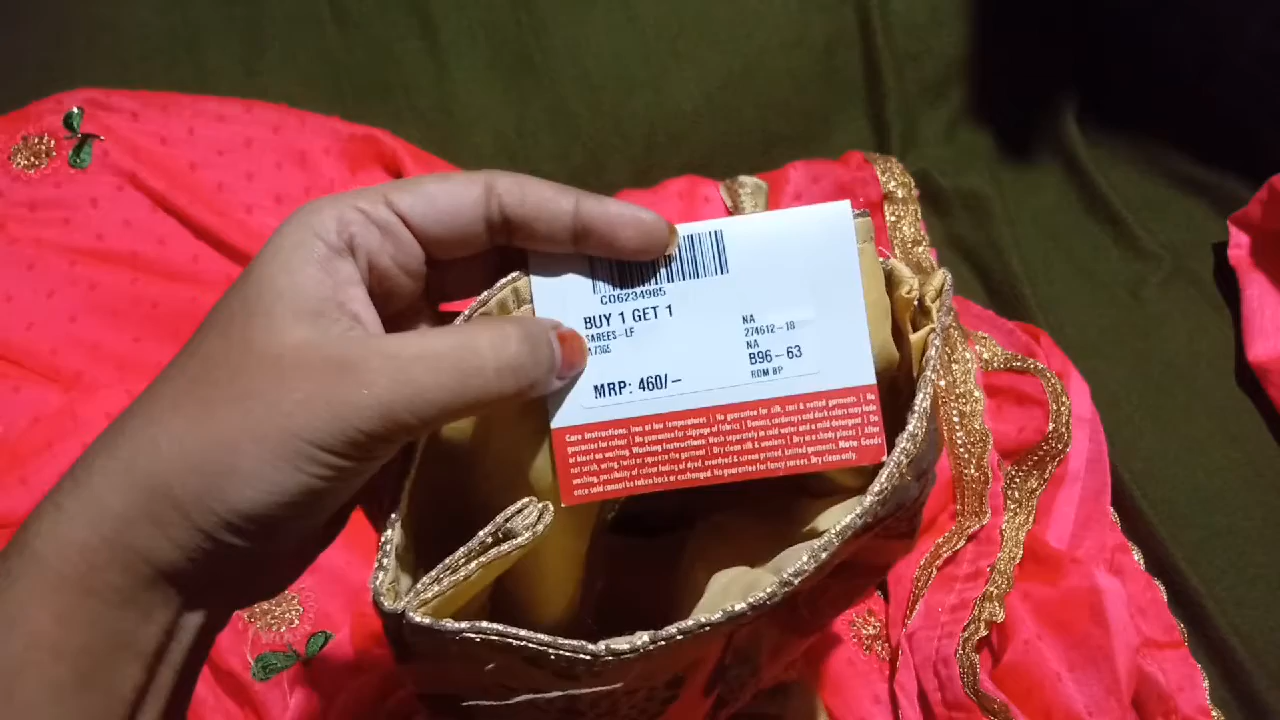 CO6234985
BUY 1 GET 1
SAREES-LF
A7365
MRP: 460/-
NA
274612-18
NA
B96-63
RDM BP
Care Instructions: Iron at low temperatures | No guarantee for silk, zari & netted garments | No
guarantee for colour | No guarantee for slippage of fabrics | Denims, corduroys and dark colors may fade
or bleed on washing. Washing Instructions: Wash separately in cold water and a mild detergent | Do
not scrub, wring, twist or squeeze the garment | Dry clean silk & woolens | Dry in a shady places | After
washing, possibility of colour fading of dyed, overdyed & screen printed, knitted garments. Note: Goods
once sold cannot be taken back or exchanged. No guarantee for fancy sarees. Dry clean only.